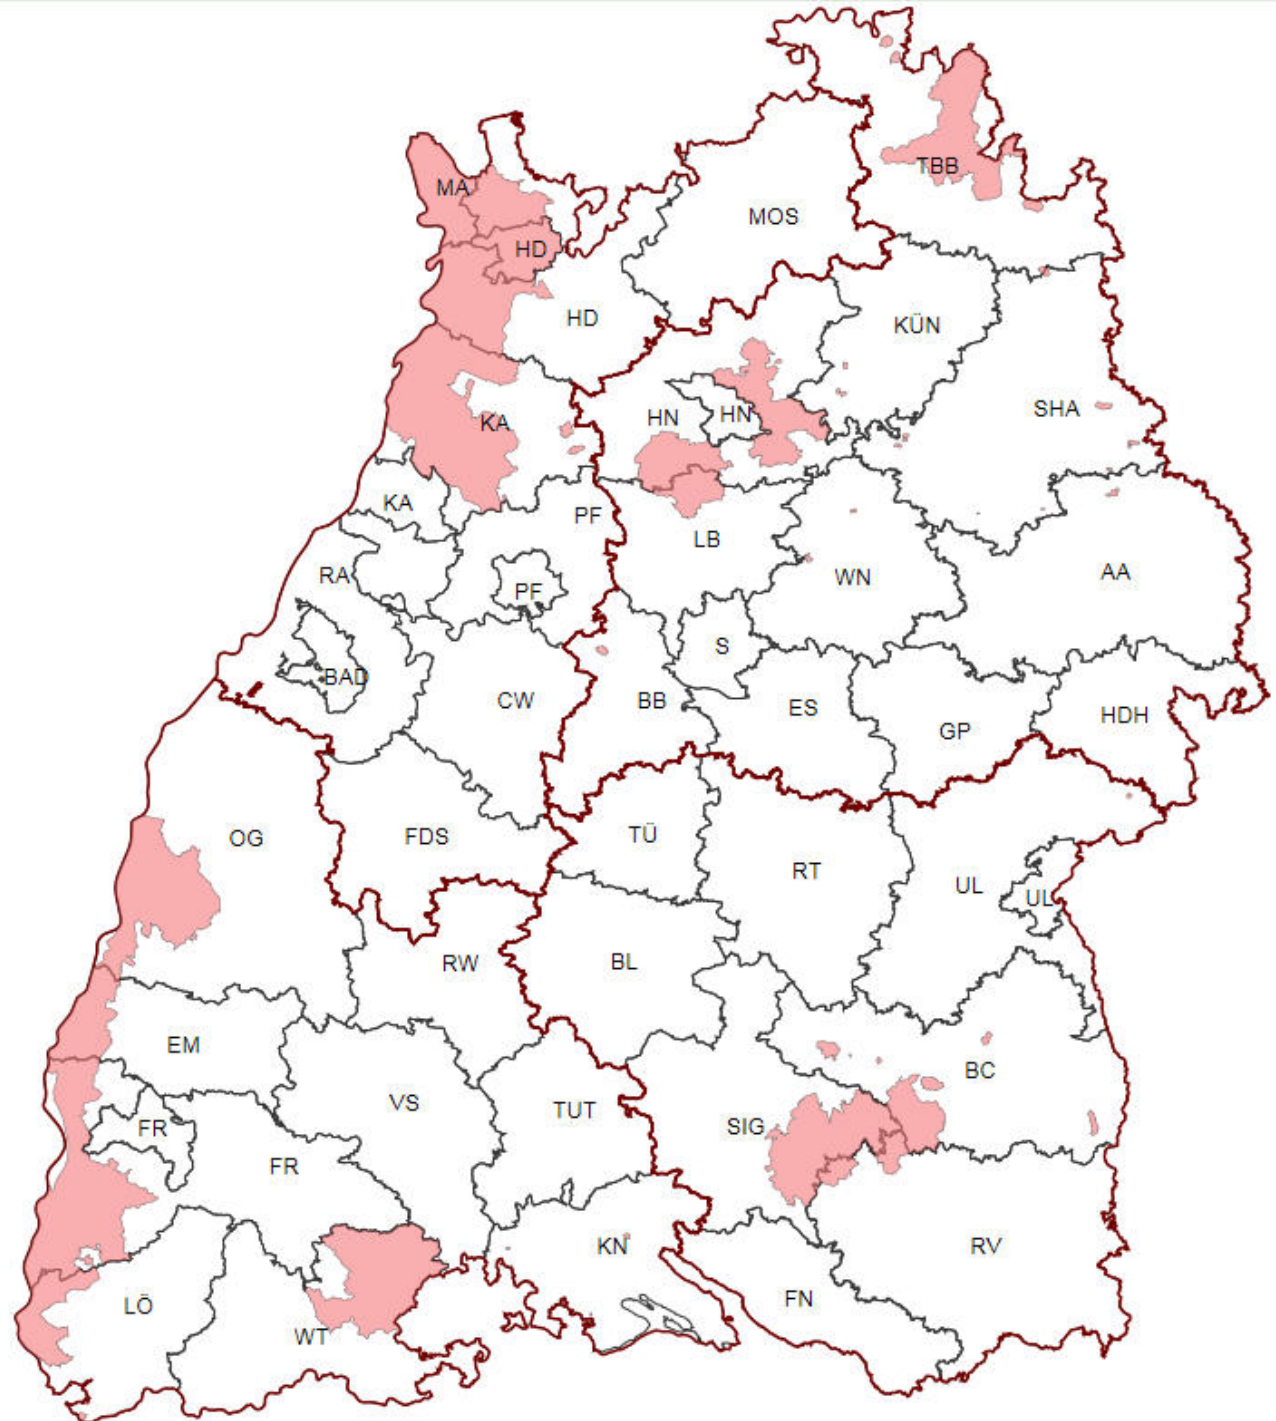 TBB
MA
MOS
HD
HD
KÜN
SHA
HN
HN
KA
KA
PF
LB
AA
RA
WN
PF
S
BAD
CW
BB
ES
HDH
GP
OG
FDS
TÜ
RT
UL
UL
RW
BL
EM
BC
VS
TUT
FR
SIG
FR
KN
RV
LÖ
FN
WT